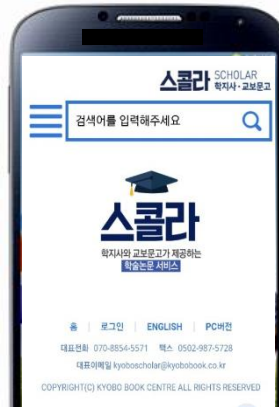 스콜라 SCHOLAR
학지사·교보문고
검색어를 입력해주세요
스콜라
학지사와 교보문고가 제공하는
학술논문 서비스
홈 | 로그인 | ENGLISH | PC버전
대표전화 070-8854-5571 팩스 0502-987-5728
대표이메일 kyoboscholar@kyobobook.co.kr
COPYRIGHT(C) KYOBO BOOK CENTRE ALL RIGHTS RESERVED